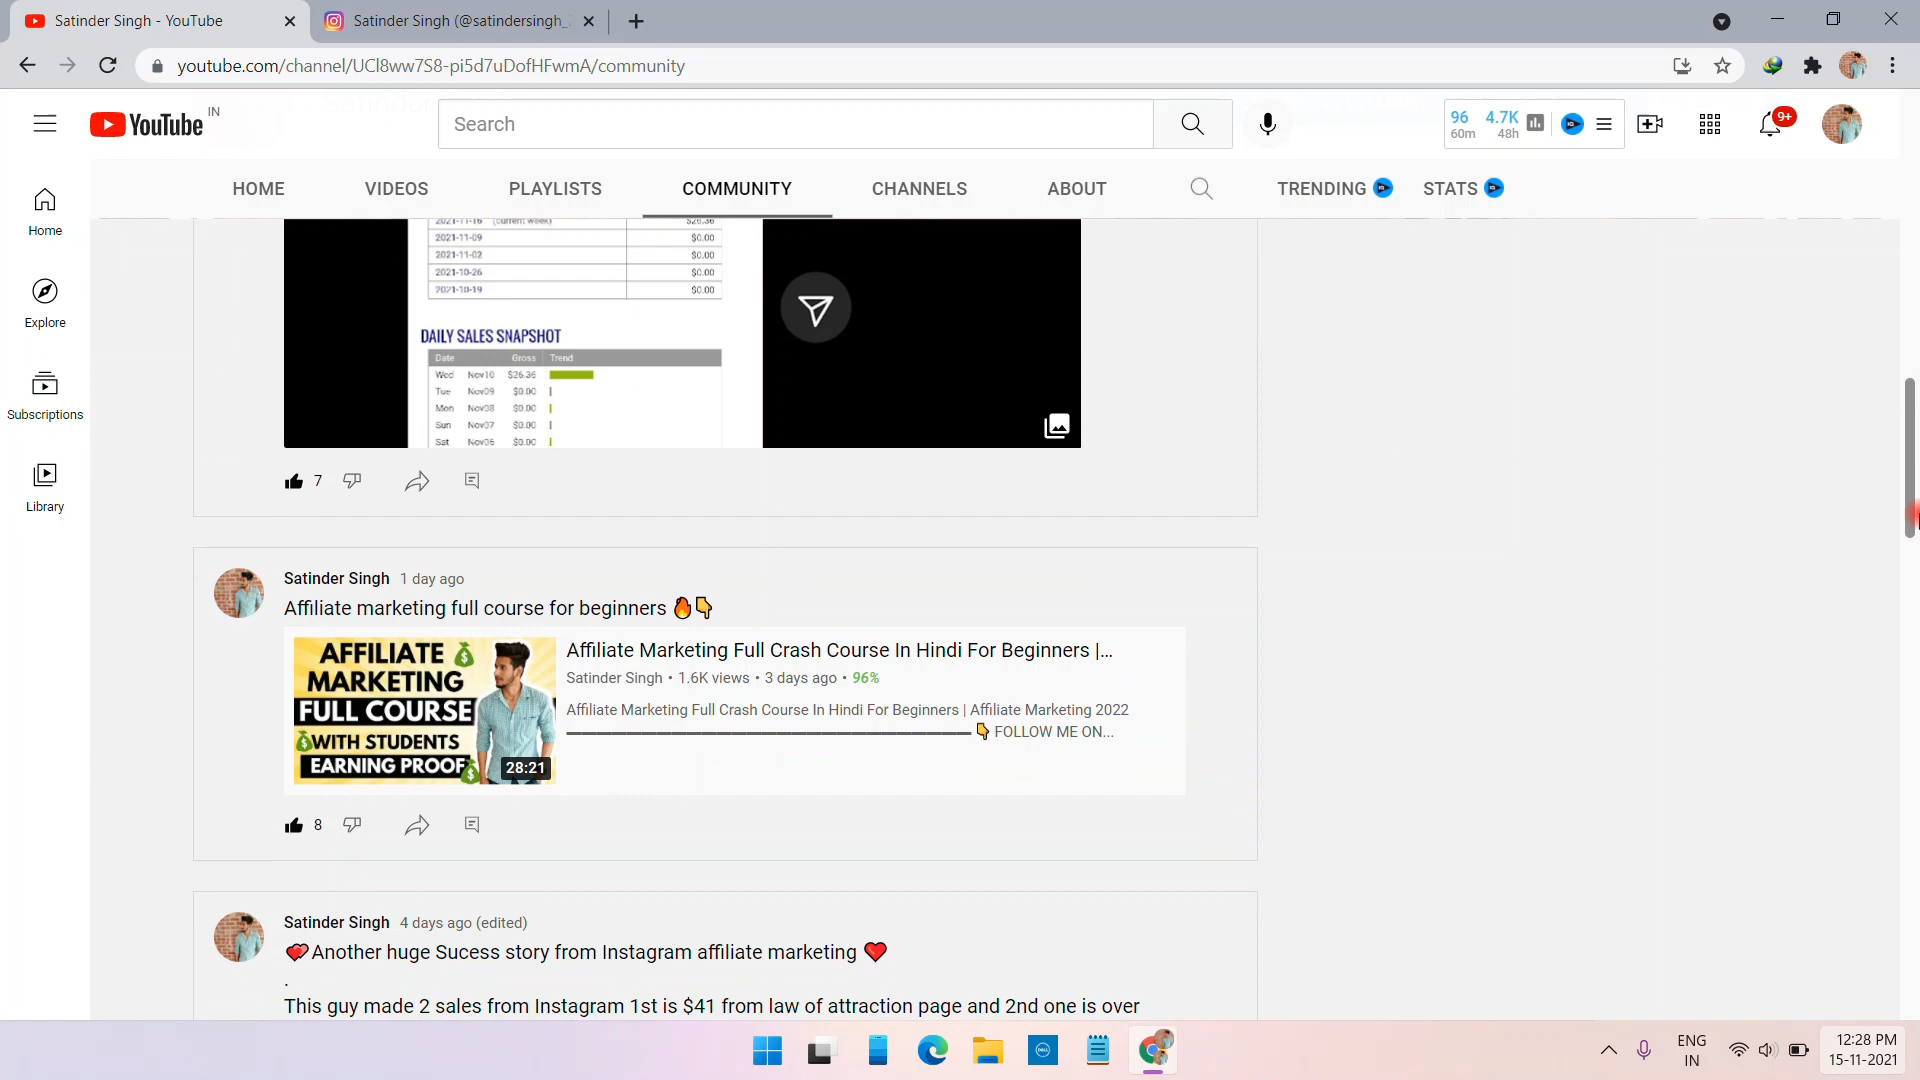 Satinder Singh - YouTube
Satinder Singh (@satindersingh_
youtube.com/channel/UCl8ww7S8-pi5d7uDofHFwmA/community
YouTube IN
Search
96 4.7K
60m 48h
9+
HOME VIDEOS PLAYLISTS COMMUNITY CHANNELS ABOUT TRENDING STATS
Home
Explore
Subscriptions
Library
2021-11-16 (current week) $26.36
2021-11-09 $0.00
2021-11-02 $0.00
2021-10-26 $0.00
2021-10-19 $0.00
DAILY SALES SNAPSHOT
Date Gross Trend
Wed Nov10 $26.36
Tue Nov09 $0.00
Mon Nov08 $0.00
Sun Nov07 $0.00
Sat Nov06 $0.00
7
Satinder Singh 1 day ago
Affiliate marketing full course for beginners 🔥👇
AFFILIATE
MARKETING
FULL COURSE
WITH STUDENTS
EARNING PROOF
28:21
Affiliate Marketing Full Crash Course In Hindi For Beginners |...
Satinder Singh • 1.6K views • 3 days ago • 96%
Affiliate Marketing Full Crash Course In Hindi For Beginners | Affiliate Marketing 2022
▬▬▬▬▬▬▬▬▬▬▬▬▬▬▬▬▬▬▬▬▬▬▬▬▬▬▬ 👇 FOLLOW ME ON...
8
Satinder Singh 4 days ago (edited)
💕Another huge Sucess story from Instagram affiliate marketing ❤️
.
This guy made 2 sales from Instagram 1st is $41 from law of attraction page and 2nd one is over
DELL
ENG
IN
12:28 PM
15-11-2021